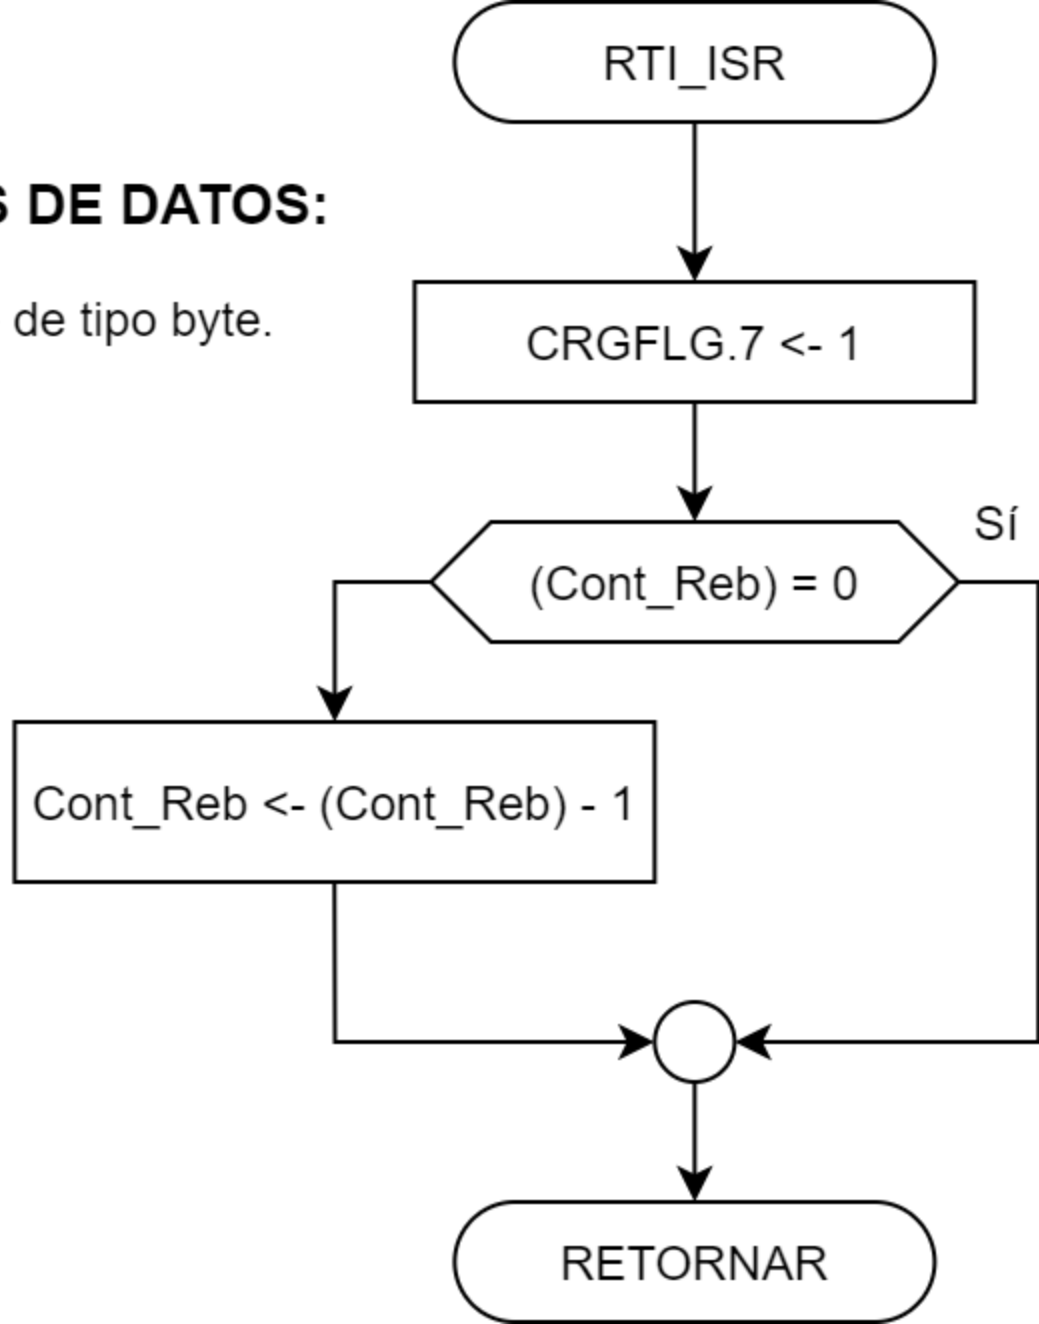 RTI_ISR
S DE DATOS:
de tipo byte.
CRGFLG.7 <- 1
Sí
(Cont_Reb) = 0
Cont_Reb <- (Cont_Reb) - 1
RETORNAR